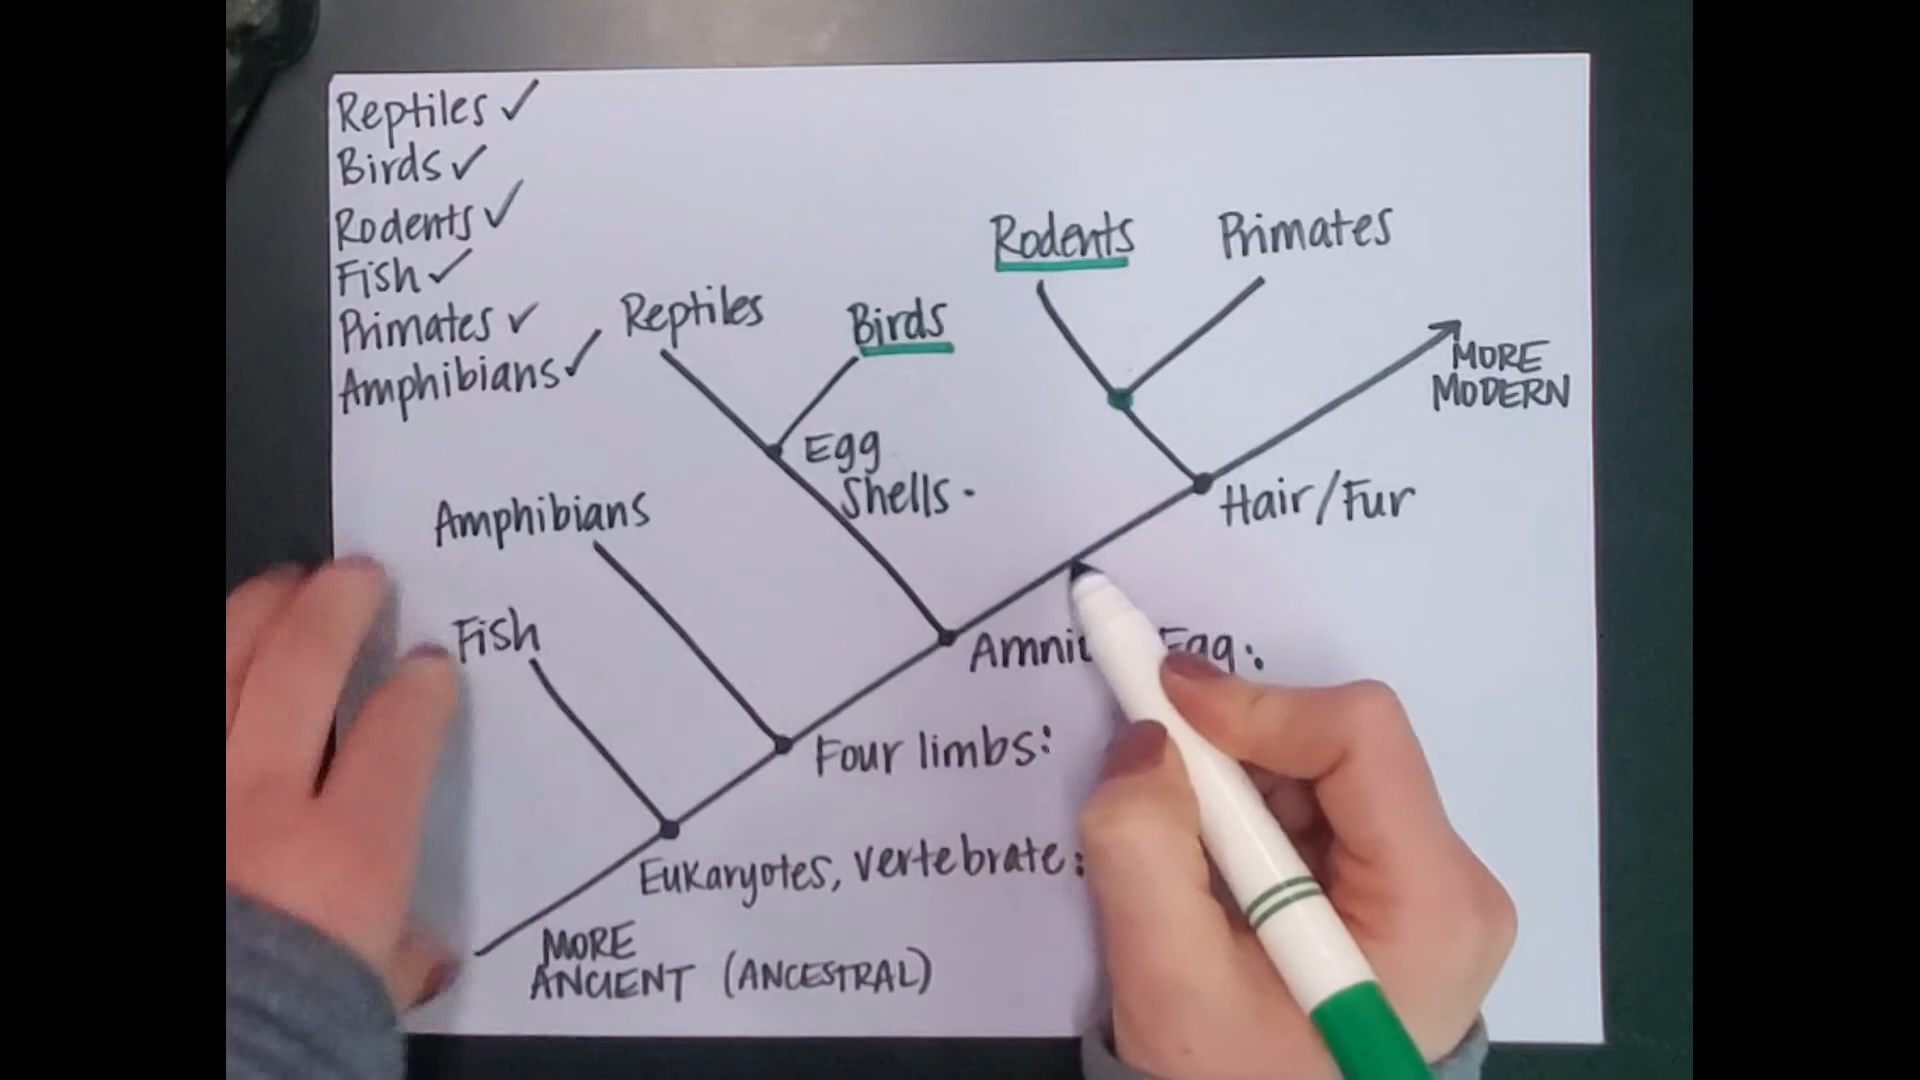 Reptiles ✓
Birds ✓
Rodents ✓
Fish ✓
Primates ✓
Amphibians ✓
Reptiles
Birds
Rodents
Primates
MORE
MODERN
Egg
Shells.
Hair/Fur
Amphibians
Fish
Egg:
Four limbs:
Eukaryotes, vertebrate:
MORE
ANCIENT (ANCESTRAL)